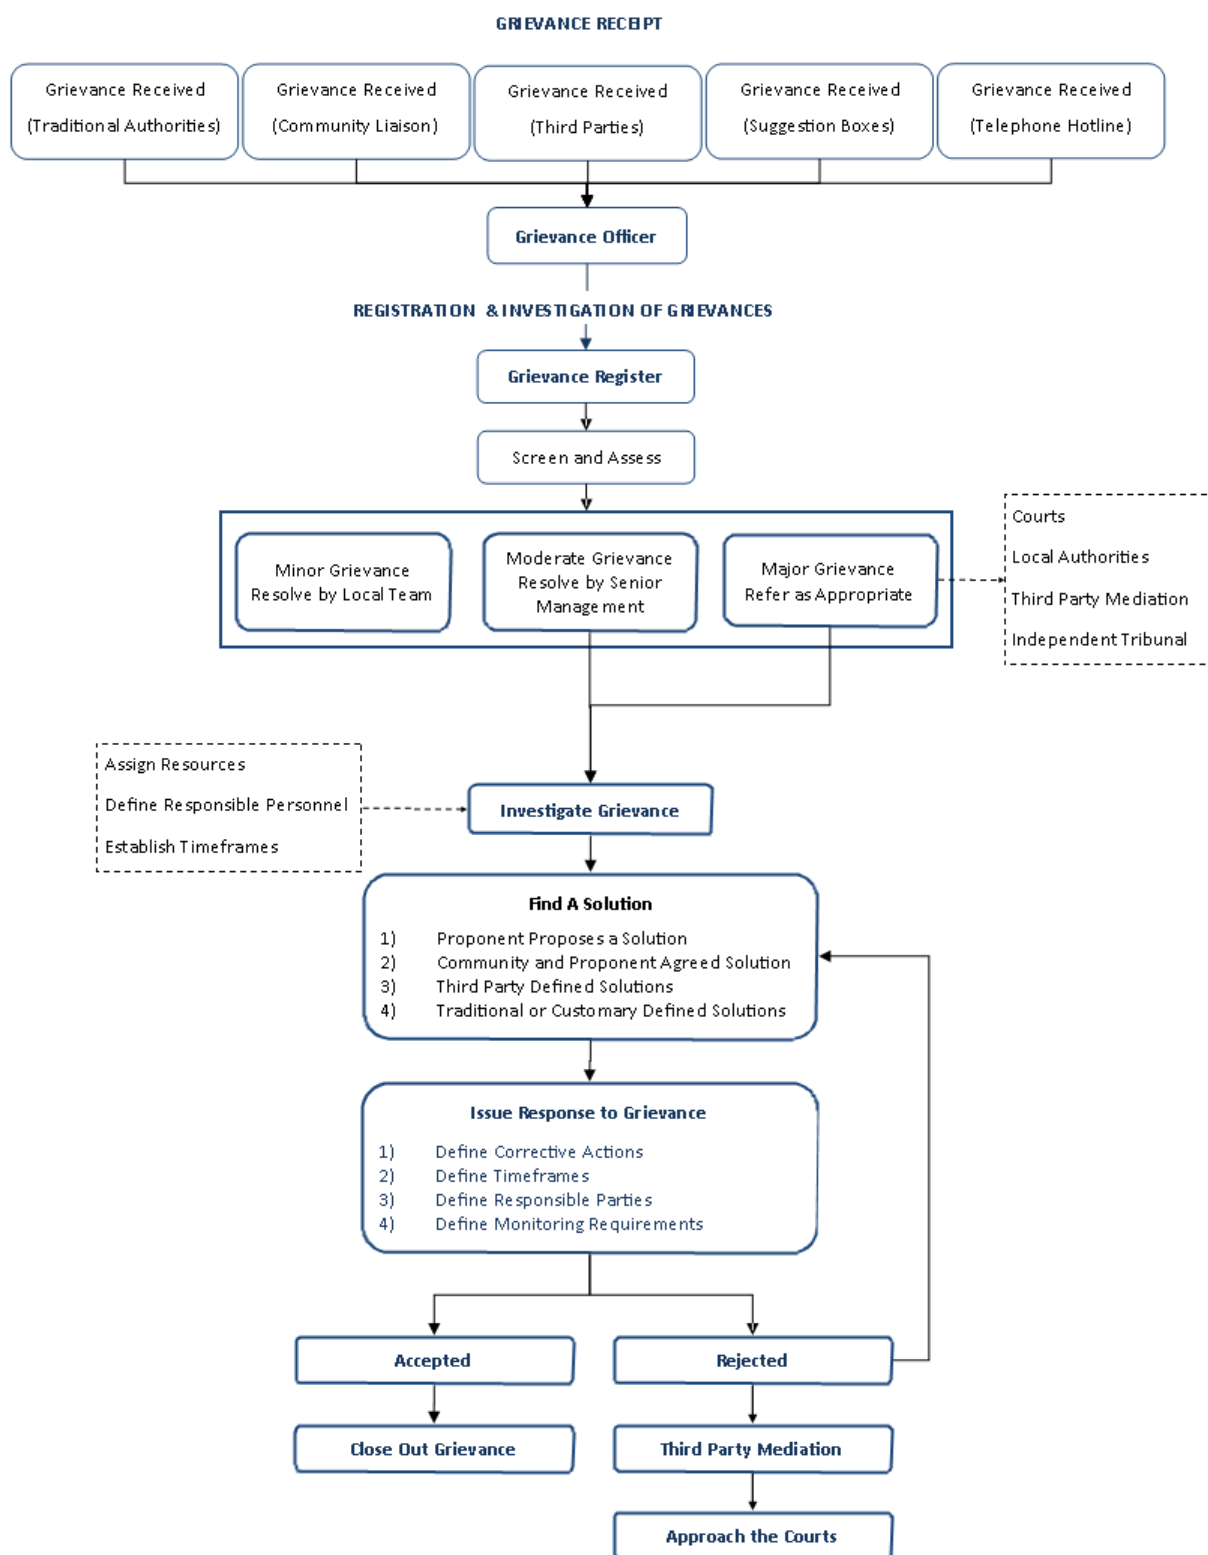 GRIEVANCE RECEIPT
Grievance Received
(Traditional Authorities)
Grievance Received
(Community Liaison)
Grievance Received
(Third Parties)
Grievance Received
(Suggestion Boxes)
Grievance Received
(Telephone Hotline)
Grievance Officer
REGISTRATION & INVESTIGATION OF GRIEVANCES
Grievance Register
Screen and Assess
Minor Grievance
Resolve by Local Team
Moderate Grievance
Resolve by Senior
Management
Major Grievance
Refer as Appropriate
Courts
Local Authorities
Third Party Mediation
Independent Tribunal
Assign Resources
Define Responsible Personnel
Establish Timeframes
Investigate Grievance
Find A Solution
1) Proponent Proposes a Solution
2) Community and Proponent Agreed Solution
3) Third Party Defined Solutions
4) Traditional or Customary Defined Solutions
Issue Response to Grievance
1) Define Corrective Actions
2) Define Timeframes
3) Define Responsible Parties
4) Define Monitoring Requirements
Accepted
Rejected
Close Out Grievance
Third Party Mediation
Approach the Courts